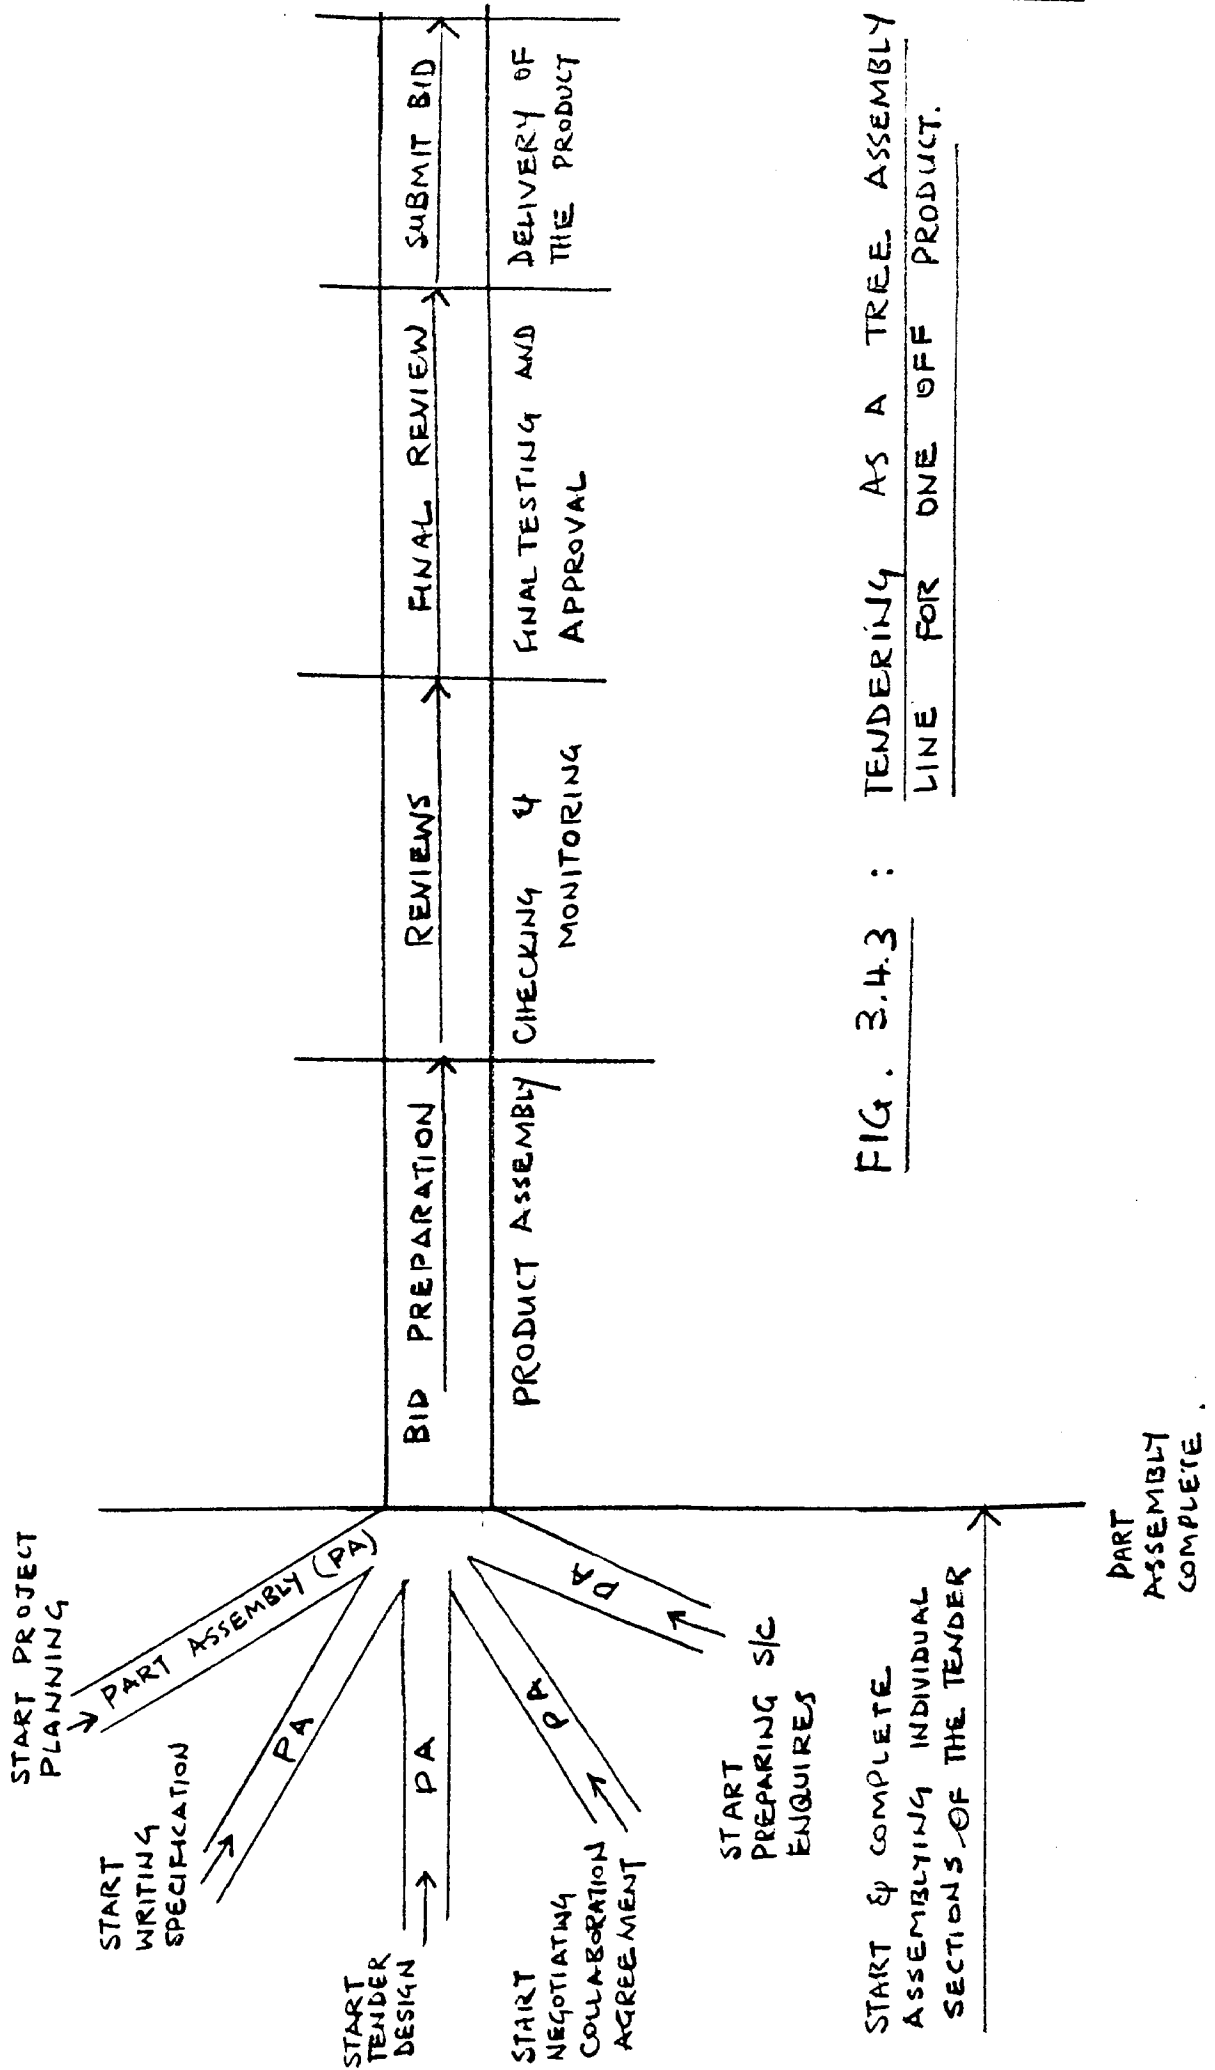 START PROJECT
PLANNING
PART ASSEMBLY (PA)
START
WRITING
SPECIFICATION
PA
START
TENDER
DESIGN
PA
START
NEGOTIATING
COLLABORATION
AGREEMENT
PA
START
PREPARING S/C
ENQUIRES
PA
BID PREPARATION
REVIEWS
FINAL REVIEW
SUBMIT BID
PRODUCT ASSEMBLY
CHECKING &
MONITORING
FINAL TESTING AND
APPROVAL
DELIVERY OF
THE PRODUCT
START & COMPLETE
ASSEMBLYING INDIVIDUAL
SECTIONS OF THE TENDER
PART
ASSEMBLY
COMPLETE.
FIG. 3.4.3 : TENDERING AS A TREE ASSEMBLY
LINE FOR ONE OFF PRODUCT.